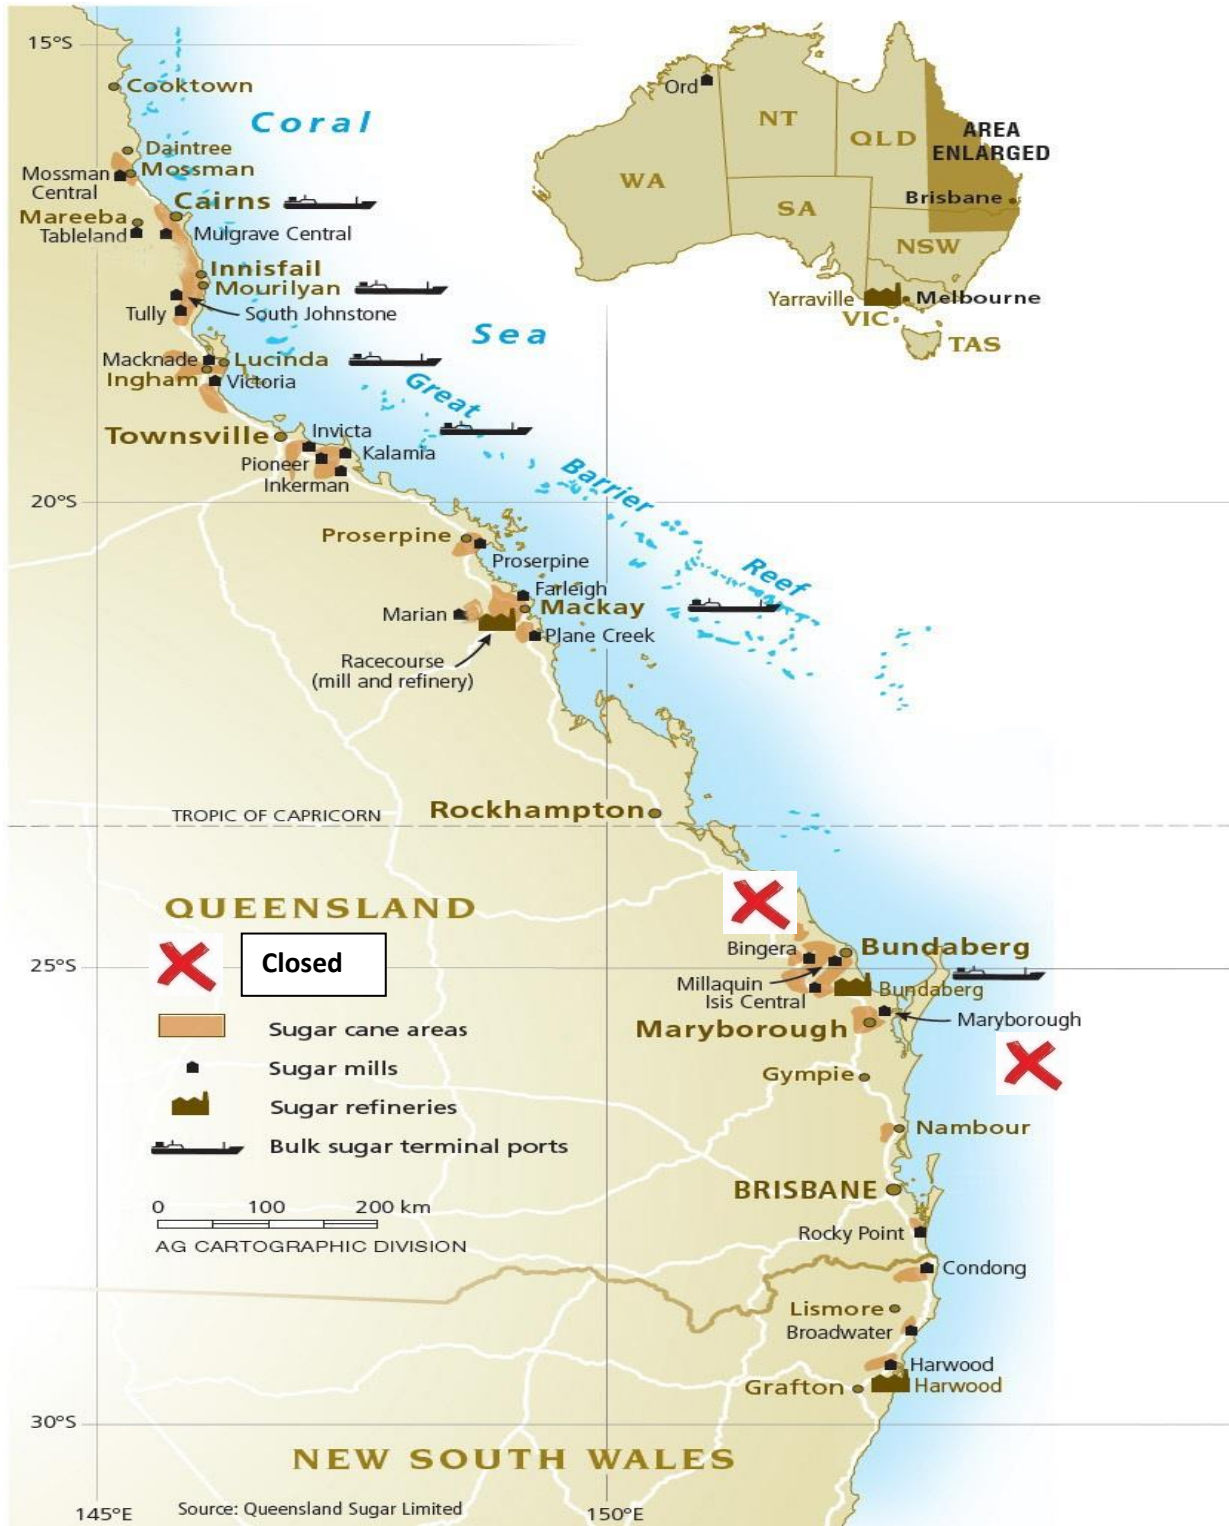 15°S
Cooktown
Coral
Daintree
Mossman
Mossman
Central
Cairns
Mareeba
Tableland
Mulgrave Central
Innisfail
Mourilyan
Tully
South Johnstone
Sea
Macknade
Lucinda
Ingham
Victoria
Great
Townsville
Invicta
Kalamia
Pioneer
Inkerman
Barrier
20°S
Proserpine
Proserpine
Reef
Farleigh
Mackay
Marian
Plane Creek
Racecourse
(mill and refinery)
Rockhampton
TROPIC OF CAPRICORN
Ord
NT
QLD
AREA
ENLARGED
WA
SA
Brisbane
NSW
Yarraville
Melbourne
VIC
TAS
QUEENSLAND
Closed
25°S
Sugar cane areas
Sugar mills
Sugar refineries
Bulk sugar terminal ports
0 100 200 km
AG CARTOGRAPHIC DIVISION
Bingera
Bundaberg
Millaquin
Isis Central
Bundaberg
Maryborough
Maryborough
Gympie
Nambour
BRISBANE
Rocky Point
Condong
Lismore
Broadwater
Harwood
Harwood
Grafton
30°S
NEW SOUTH WALES
145°E
Source: Queensland Sugar Limited
150°E